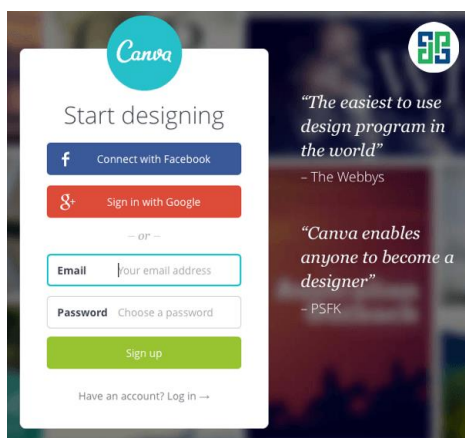 Canva
Start designing
f Connect with Facebook
8+ Sign in with Google
– or –
Email Your email address
Password Choose a password
Sign up
Have an account? Log in →
“The easiest to use
design program in
the world”
– The Webbys
“Canva enables
anyone to become a
designer”
– PSFK